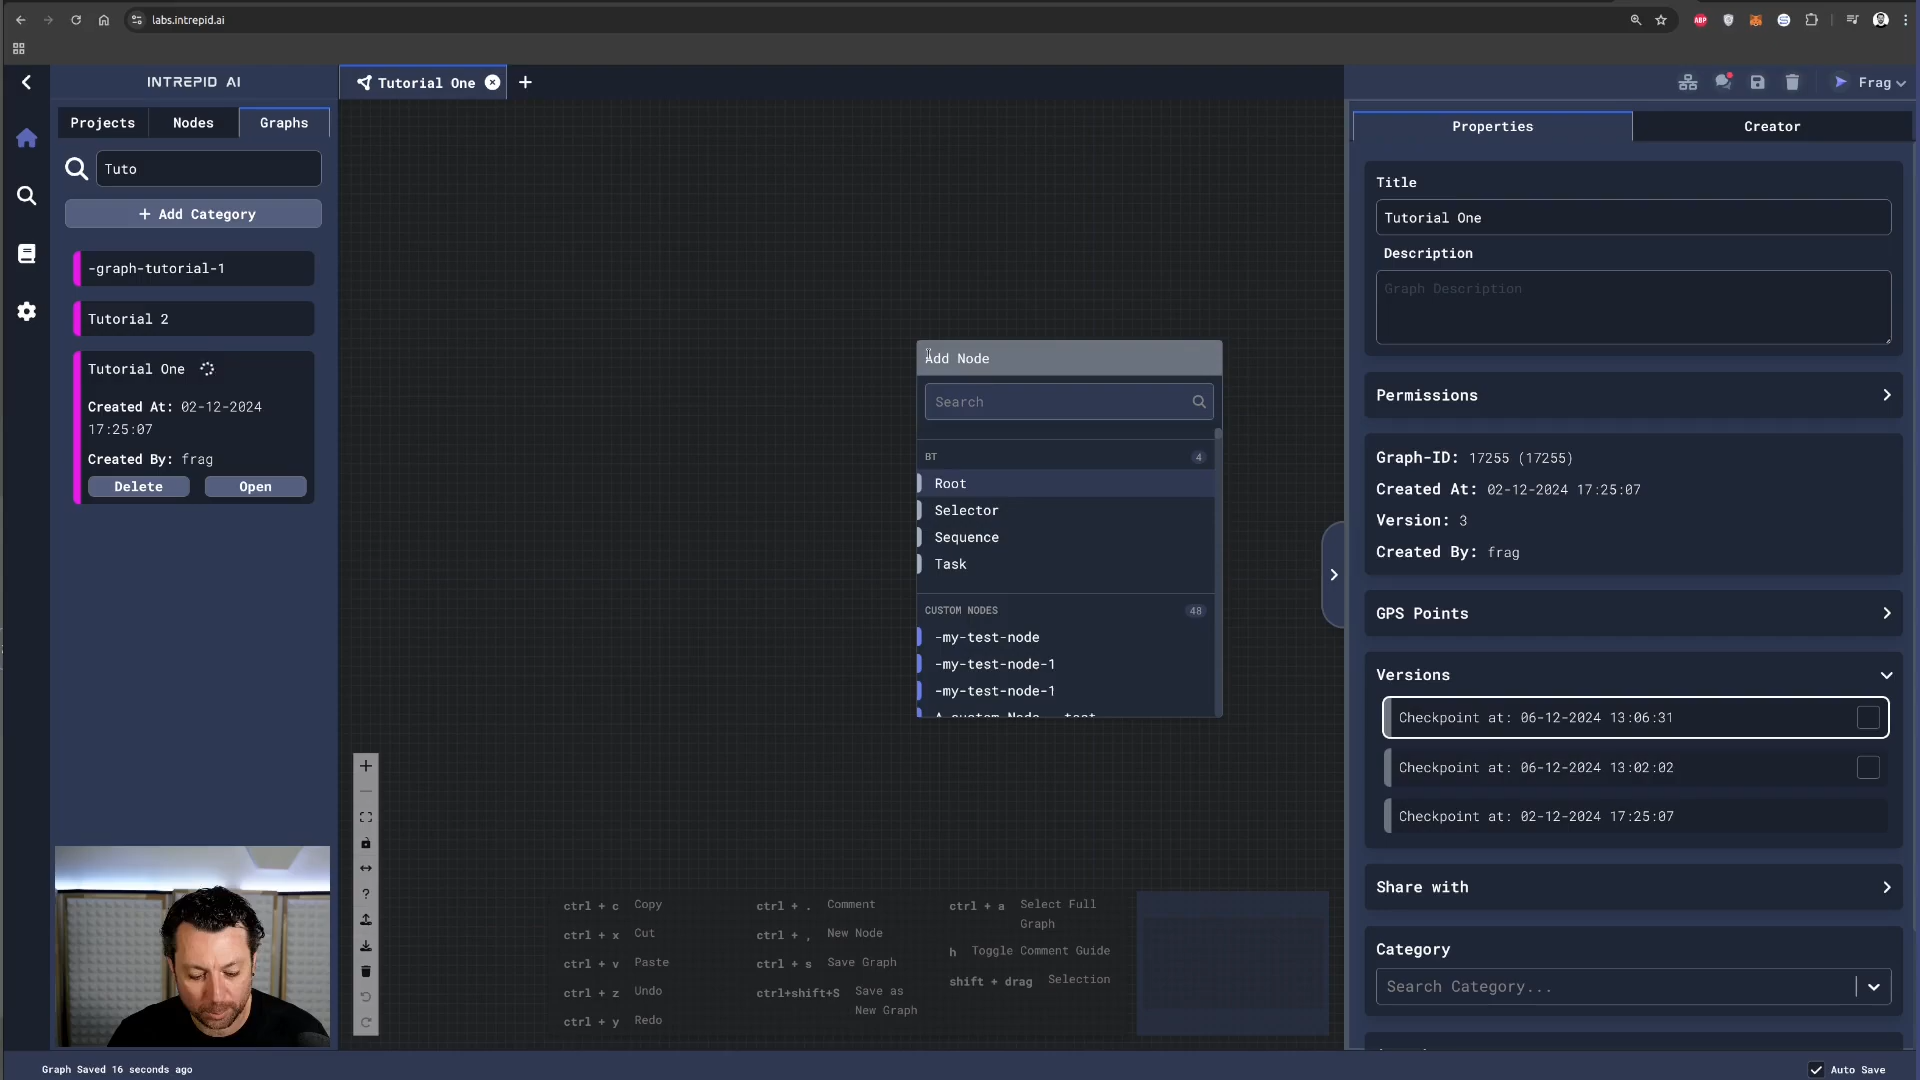 labs.intrepid.ai
ABP
INTREPID AI
Projects
Nodes
Graphs
Tuto
+ Add Category
-graph-tutorial-1
Tutorial 2
Tutorial One
Created At: 02-12-2024
17:25:07
Created By: frag
Delete
Open
Tutorial One
+
Add Node
Search
BT
4
Root
Selector
Sequence
Task
CUSTOM NODES
48
-my-test-node
-my-test-node-1
-my-test-node-1
ctrl + c Copy
ctrl + x Cut
ctrl + v Paste
ctrl + z Undo
ctrl + y Redo
ctrl + . Comment
ctrl + , New Node
ctrl + s Save Graph
ctrl+shift+S Save as
New Graph
ctrl + a Select Full
Graph
h Toggle Comment Guide
shift + drag Selection
Frag
Properties
Creator
Title
Tutorial One
Description
Graph Description
Permissions
Graph-ID: 17255 (17255)
Created At: 02-12-2024 17:25:07
Version: 3
Created By: frag
GPS Points
Versions
Checkpoint at: 06-12-2024 13:06:31
Checkpoint at: 06-12-2024 13:02:02
Checkpoint at: 02-12-2024 17:25:07
Share with
Category
Search Category...
Graph Saved 16 seconds ago
Auto Save